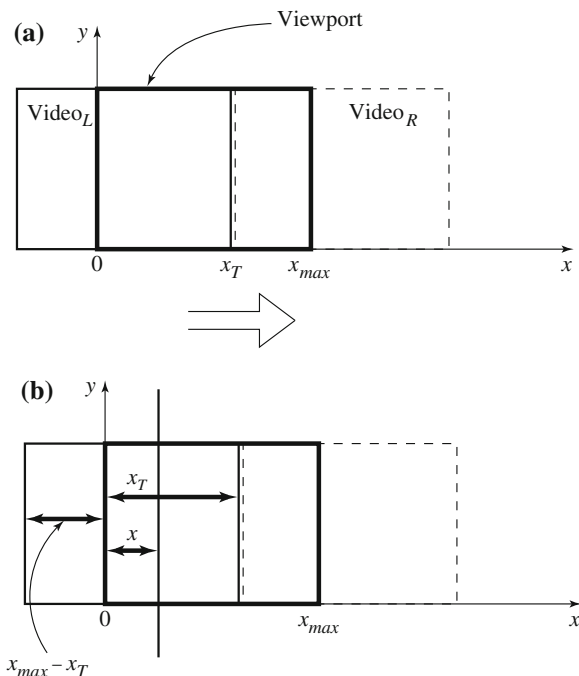 (a)
Viewport
y
Video_L
Video_R
0
x_T
x_max
x
(b)
y
x_T
x
0
x_max
x
x_max – x_T